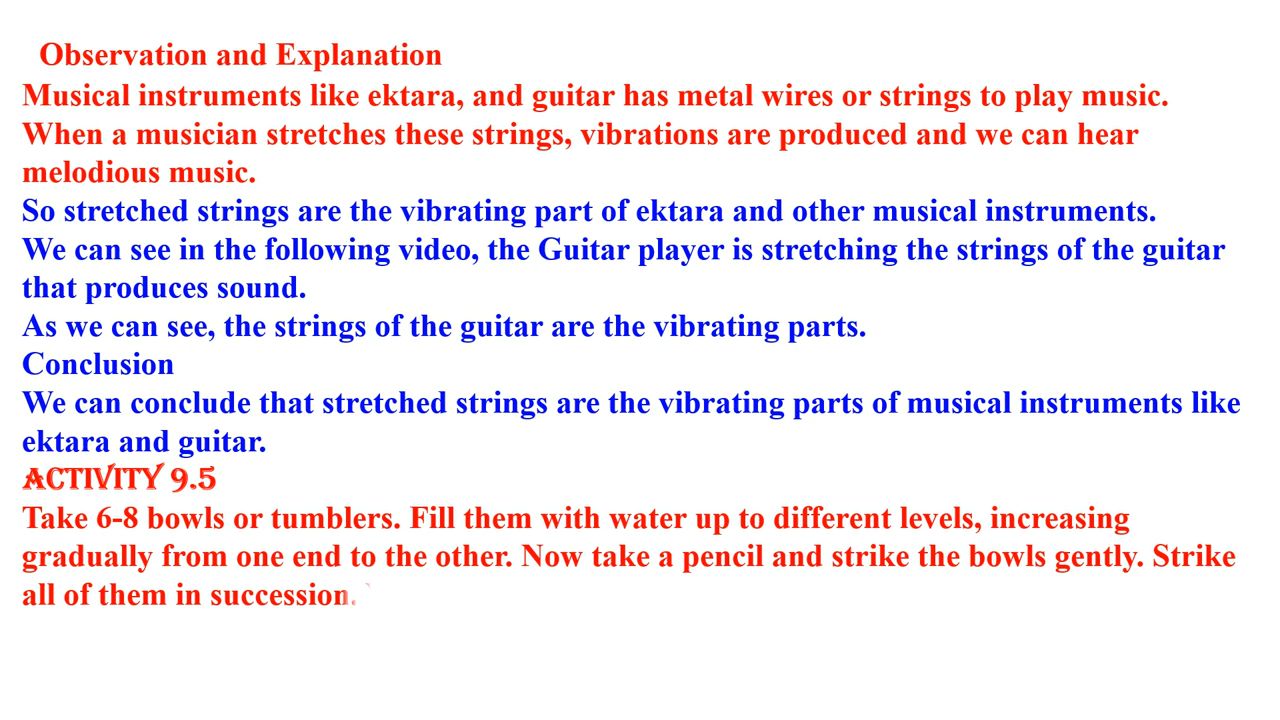 Observation and Explanation
Musical instruments like ektara, and guitar has metal wires or strings to play music.
When a musician stretches these strings, vibrations are produced and we can hear
melodious music.
So stretched strings are the vibrating part of ektara and other musical instruments.
We can see in the following video, the Guitar player is stretching the strings of the guitar
that produces sound.
As we can see, the strings of the guitar are the vibrating parts.
Conclusion
We can conclude that stretched strings are the vibrating parts of musical instruments like
ektara and guitar.
ACTIVITY 9.5
Take 6-8 bowls or tumblers. Fill them with water up to different levels, increasing
gradually from one end to the other. Now take a pencil and strike the bowls gently. Strike
all of them in succession.